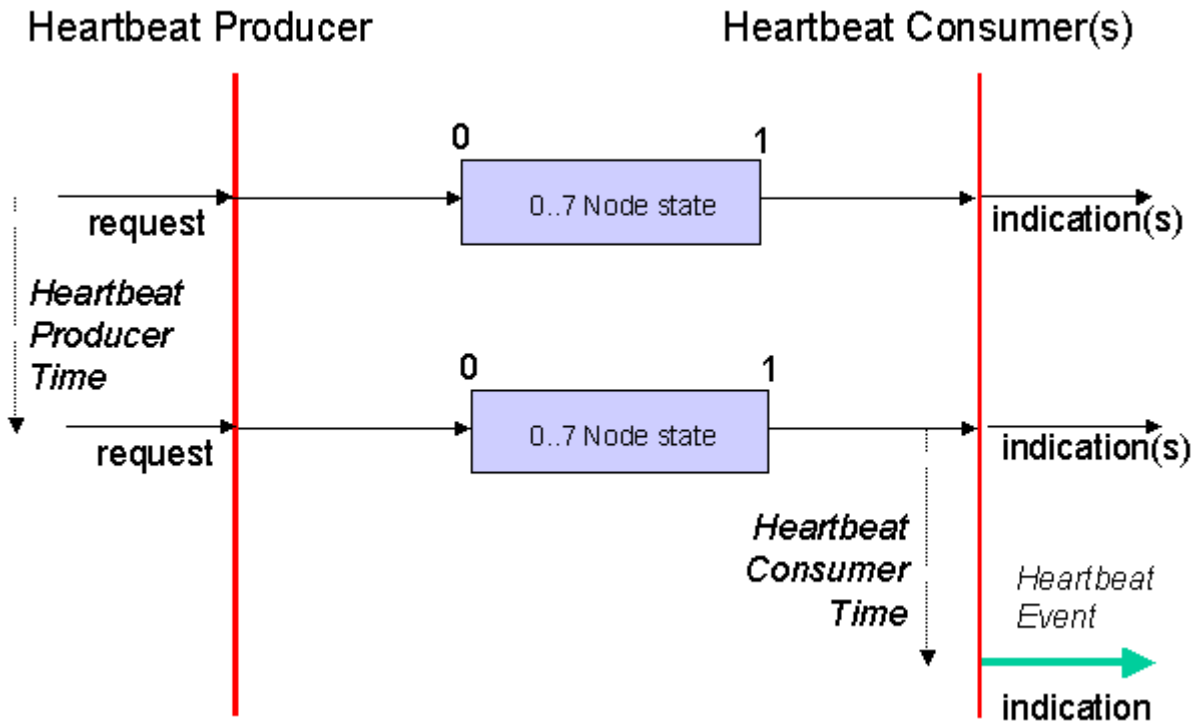 Heartbeat Producer
Heartbeat Consumer(s)
0
1
0..7 Node state
request
indication(s)
Heartbeat
Producer
Time
0
1
0..7 Node state
request
indication(s)
Heartbeat
Consumer
Time
Heartbeat
Event
indication